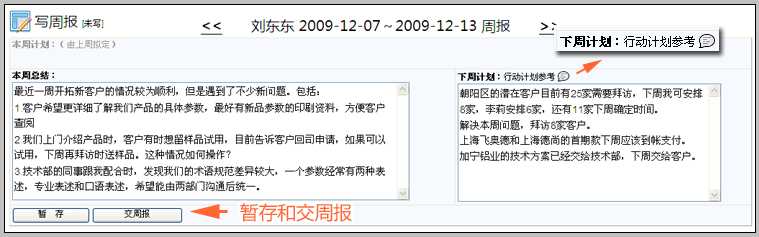 写周报 [未写]
<< 刘东东 2009-12-07～2009-12-13 周报 >>
下周计划：行动计划参考
本周计划：（由上周拟定）
本周总结：
最近一周开拓新客户的情况较为顺利，但是遇到了不少新问题。包括：
1.客户希望更详细了解我们产品的具体参数，最好有新品参数的印刷资料，方便客户
查阅
2.我们上门介绍产品时，客户有时想留样品试用，目前告诉客户回司申请，如果可以
试用，下周再拜访时送样品。这种情况如何操作？
3.技术部的同事跟我配合时，发现我们的术语规范差异较大，一个参数经常有两种表
述，专业表述和口语表述，希望能由两部门沟通后统一。
下周计划：行动计划参考
朝阳区的潜在客户目前有25家需要拜访，下周我可安排
8家，李莉安排6家，还有11家下周确定时间。
解决本周问题，拜访8家客户。
上海飞奥德和上海德尚的首期款下周应该到帐支付。
加宁铝业的技术方案已经交给技术部，下周交给客户。
暂 存
交周报
暂存和交周报